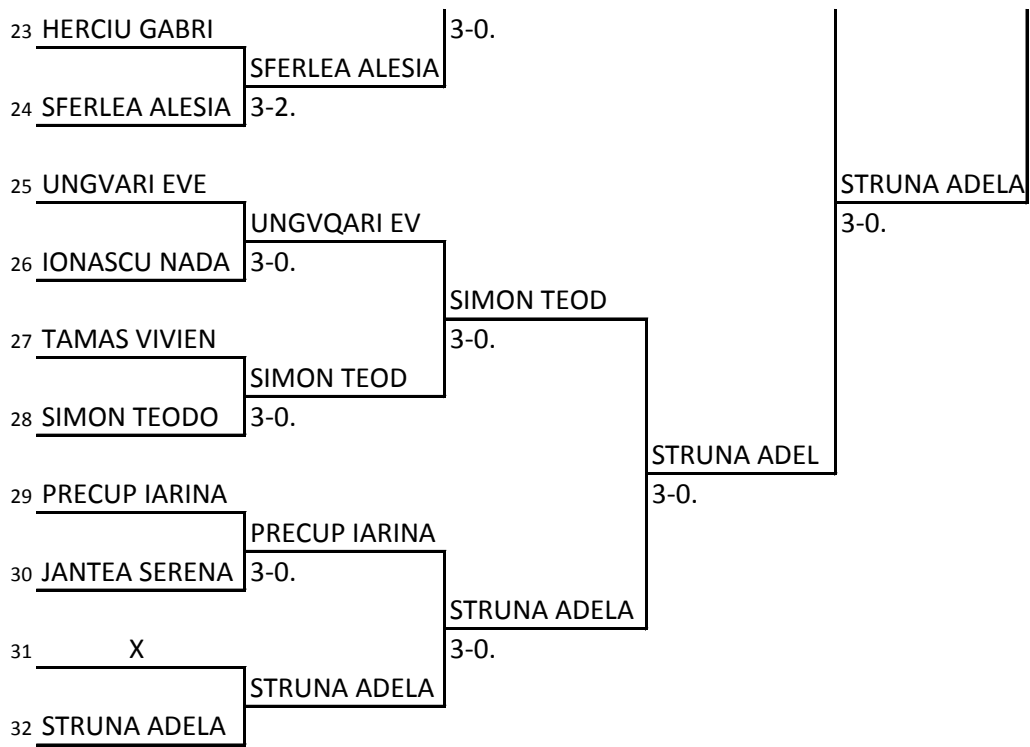 23 HERCIU GABRI 3-0.
SFERLEA ALESIA
24 SFERLEA ALESIA 3-2.
25 UNGVARI EVE STRUNA ADELA
UNGVQARI EV 3-0.
26 IONASCU NADA 3-0.
SIMON TEOD
27 TAMAS VIVIEN 3-0.
SIMON TEOD
28 SIMON TEODO 3-0.
STRUNA ADEL
29 PRECUP IARINA 3-0.
PRECUP IARINA
30 JANTEA SERENA 3-0.
STRUNA ADELA
31 X 3-0.
STRUNA ADELA
32 STRUNA ADELA